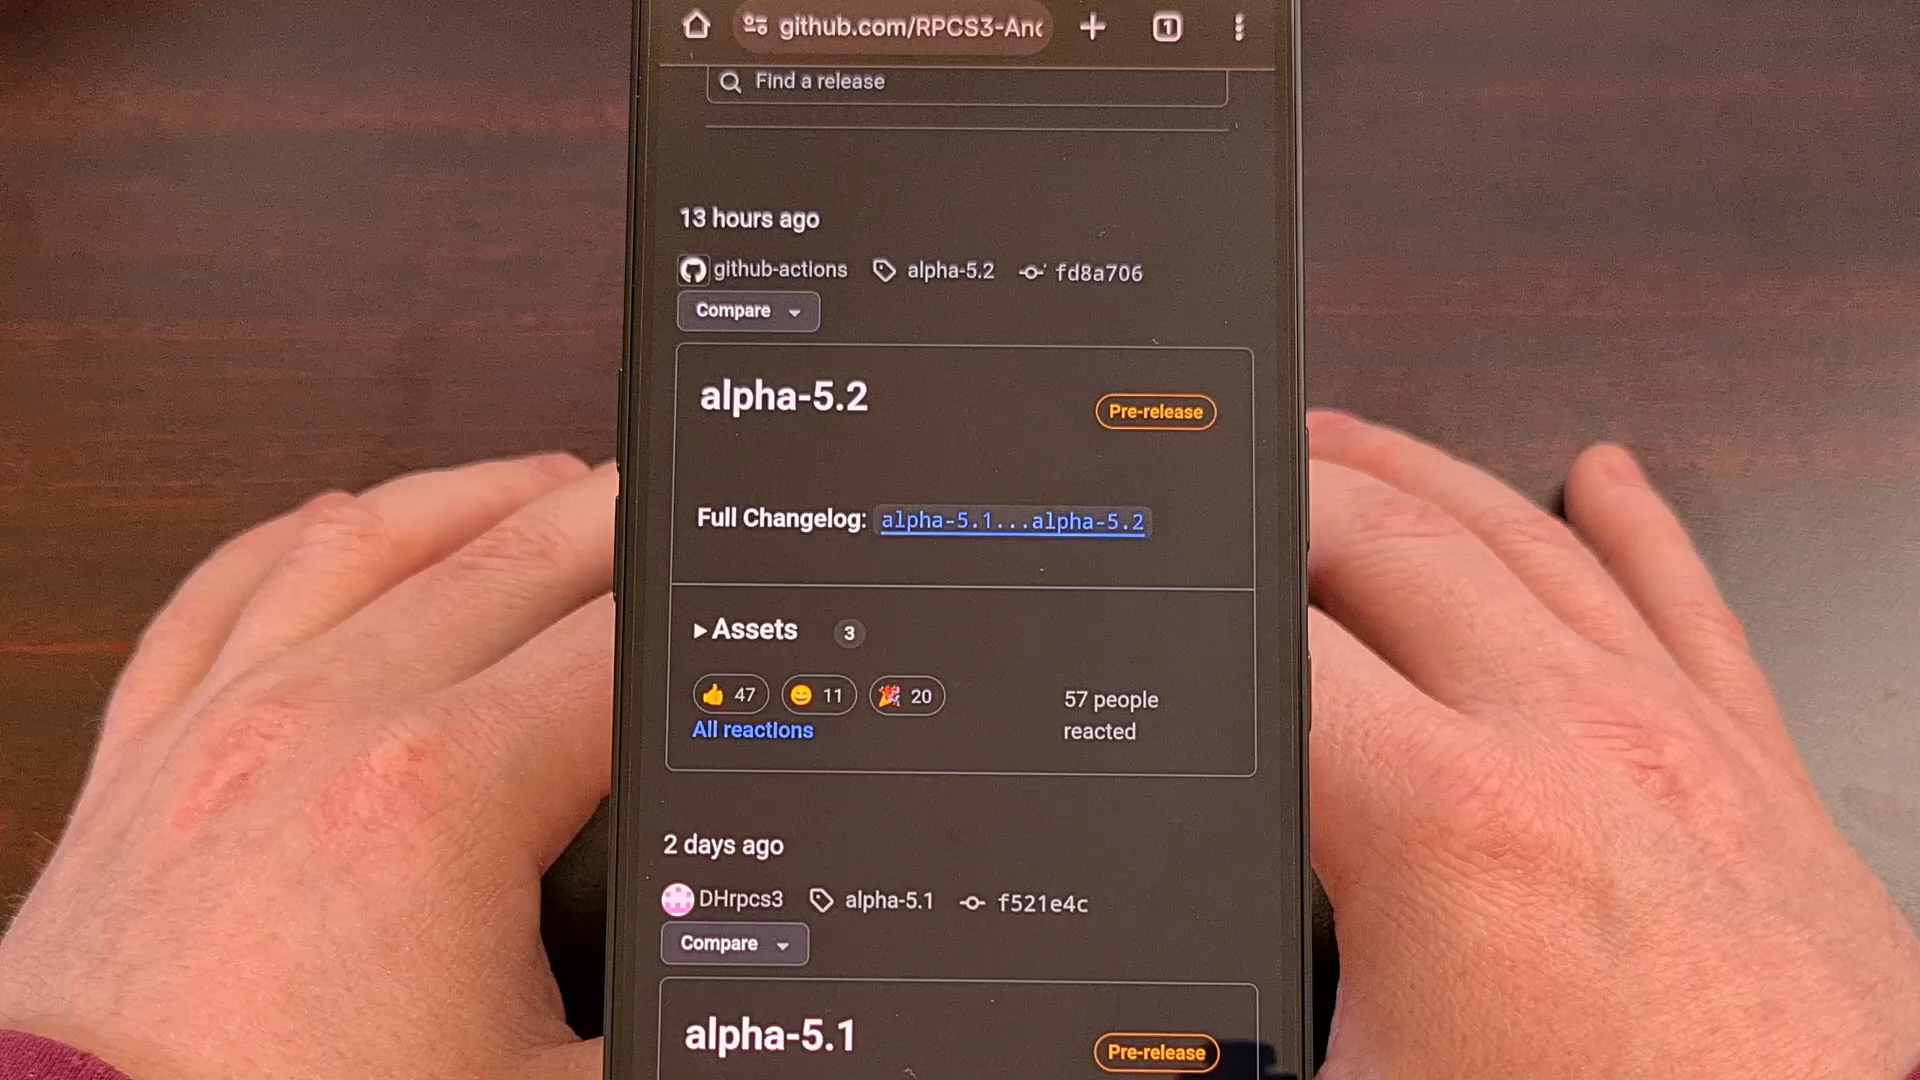 github.com/RPCS3-And
1
Find a release
13 hours ago
github-actions alpha-5.2 fd8a706
Compare
alpha-5.2
Pre-release
Full Changelog: alpha-5.1...alpha-5.2
Assets 3
47 11 20
57 people
reacted
All reactions
2 days ago
DHrpcs3 alpha-5.1 f521e4c
Compare
alpha-5.1
Pre-release